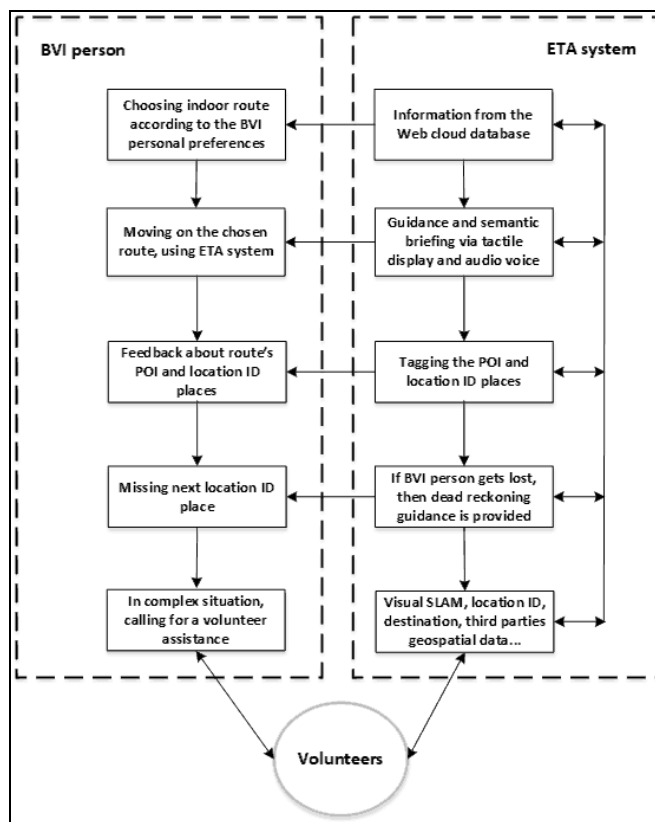 BVI person
ETA system
Choosing indoor route
according to the BVI
personal preferences
Information from the
Web cloud database
Moving on the chosen
route, using ETA system
Guidance and semantic
briefing via tactile
display and audio voice
Feedback about route's
POI and location ID
places
Tagging the POI and
location ID places
Missing next location ID
place
If BVI person gets lost,
then dead reckoning
guidance is provided
In complex situation,
calling for a volunteer
assistance
Visual SLAM, location ID,
destination, third parties
geospatial data...
Volunteers